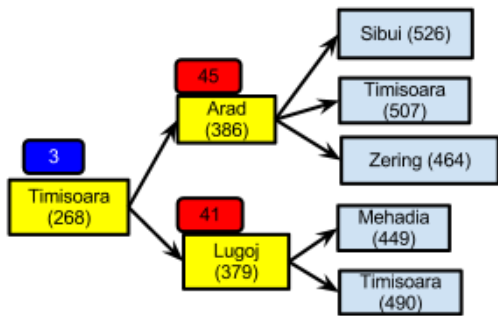 Sibui (526)
45
Arad
(386)
Timisoara
(507)
3
Zering (464)
Timisoara
(268)
41
Lugoj
(379)
Mehadia
(449)
Timisoara
(490)